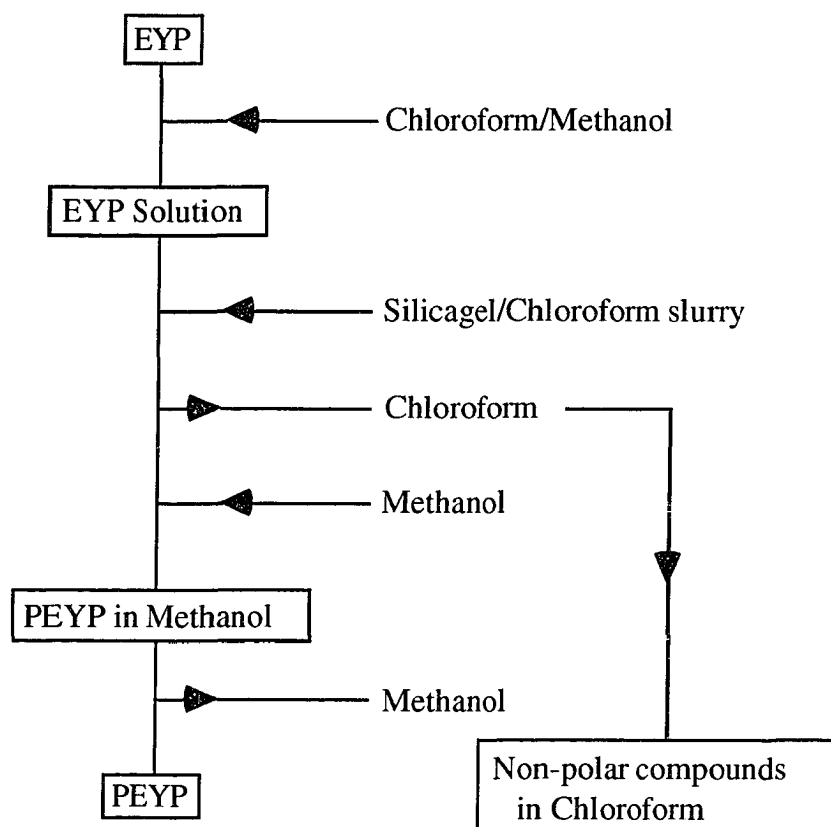 EYP
Chloroform/Methanol
EYP Solution
Silicagel/Chloroform slurry
Chloroform
Methanol
PEYP in Methanol
Methanol
PEYP
Non-polar compounds
in Chloroform